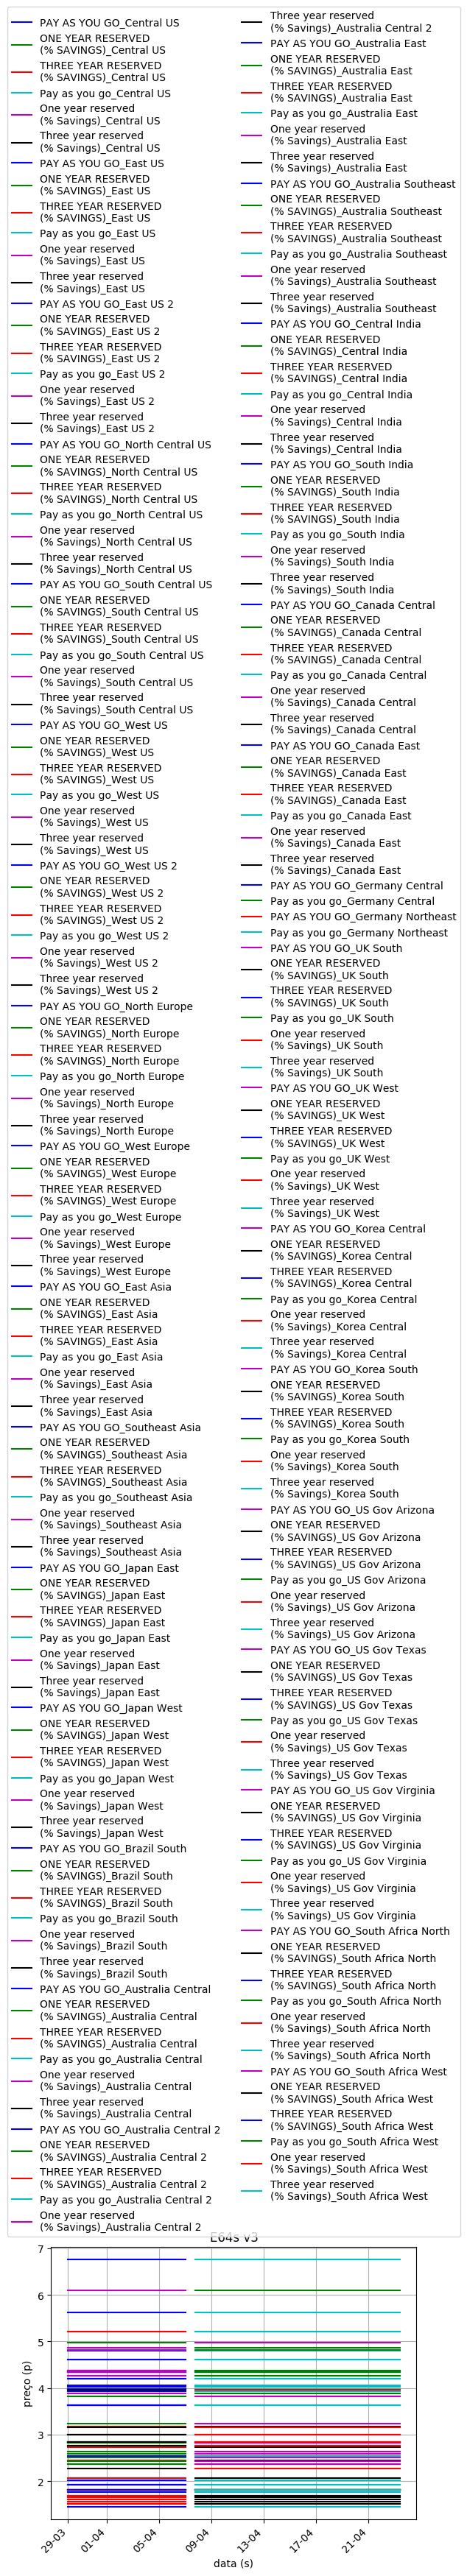 PAY AS YOU GO_Central US
ONE YEAR RESERVED
(% SAVINGS)_Central US
THREE YEAR RESERVED
(% SAVINGS)_Central US
Pay as you go_Central US
One year reserved
(% Savings)_Central US
Three year reserved
(% Savings)_Central US
PAY AS YOU GO_East US
ONE YEAR RESERVED
(% SAVINGS)_East US
THREE YEAR RESERVED
(% SAVINGS)_East US
Pay as you go_East US
One year reserved
(% Savings)_East US
Three year reserved
(% Savings)_East US
PAY AS YOU GO_East US 2
ONE YEAR RESERVED
(% SAVINGS)_East US 2
THREE YEAR RESERVED
(% SAVINGS)_East US 2
Pay as you go_East US 2
One year reserved
(% Savings)_East US 2
Three year reserved
(% Savings)_East US 2
PAY AS YOU GO_North Central US
ONE YEAR RESERVED
(% SAVINGS)_North Central US
THREE YEAR RESERVED
(% SAVINGS)_North Central US
Pay as you go_North Central US
One year reserved
(% Savings)_North Central US
Three year reserved
(% Savings)_North Central US
PAY AS YOU GO_South Central US
ONE YEAR RESERVED
(% SAVINGS)_South Central US
THREE YEAR RESERVED
(% SAVINGS)_South Central US
Pay as you go_South Central US
One year reserved
(% Savings)_South Central US
Three year reserved
(% Savings)_South Central US
PAY AS YOU GO_West US
ONE YEAR RESERVED
(% SAVINGS)_West US
THREE YEAR RESERVED
(% SAVINGS)_West US
Pay as you go_West US
One year reserved
(% Savings)_West US
Three year reserved
(% Savings)_West US
PAY AS YOU GO_West US 2
ONE YEAR RESERVED
(% SAVINGS)_West US 2
THREE YEAR RESERVED
(% SAVINGS)_West US 2
Pay as you go_West US 2
One year reserved
(% Savings)_West US 2
Three year reserved
(% Savings)_West US 2
PAY AS YOU GO_North Europe
ONE YEAR RESERVED
(% SAVINGS)_North Europe
THREE YEAR RESERVED
(% SAVINGS)_North Europe
Pay as you go_North Europe
One year reserved
(% Savings)_North Europe
Three year reserved
(% Savings)_North Europe
PAY AS YOU GO_West Europe
ONE YEAR RESERVED
(% SAVINGS)_West Europe
THREE YEAR RESERVED
(% SAVINGS)_West Europe
Pay as you go_West Europe
One year reserved
(% Savings)_West Europe
Three year reserved
(% Savings)_West Europe
PAY AS YOU GO_East Asia
ONE YEAR RESERVED
(% SAVINGS)_East Asia
THREE YEAR RESERVED
(% SAVINGS)_East Asia
Pay as you go_East Asia
One year reserved
(% Savings)_East Asia
Three year reserved
(% Savings)_East Asia
PAY AS YOU GO_Southeast Asia
ONE YEAR RESERVED
(% SAVINGS)_Southeast Asia
THREE YEAR RESERVED
(% SAVINGS)_Southeast Asia
Pay as you go_Southeast Asia
One year reserved
(% Savings)_Southeast Asia
Three year reserved
(% Savings)_Southeast Asia
PAY AS YOU GO_Japan East
ONE YEAR RESERVED
(% SAVINGS)_Japan East
THREE YEAR RESERVED
(% SAVINGS)_Japan East
Pay as you go_Japan East
One year reserved
(% Savings)_Japan East
Three year reserved
(% Savings)_Japan East
PAY AS YOU GO_Japan West
ONE YEAR RESERVED
(% SAVINGS)_Japan West
THREE YEAR RESERVED
(% SAVINGS)_Japan West
Pay as you go_Japan West
One year reserved
(% Savings)_Japan West
Three year reserved
(% Savings)_Japan West
PAY AS YOU GO_Brazil South
ONE YEAR RESERVED
(% SAVINGS)_Brazil South
THREE YEAR RESERVED
(% SAVINGS)_Brazil South
Pay as you go_Brazil South
One year reserved
(% Savings)_Brazil South
Three year reserved
(% Savings)_Brazil South
PAY AS YOU GO_Australia Central
ONE YEAR RESERVED
(% SAVINGS)_Australia Central
THREE YEAR RESERVED
(% SAVINGS)_Australia Central
Pay as you go_Australia Central
One year reserved
(% Savings)_Australia Central
Three year reserved
(% Savings)_Australia Central
PAY AS YOU GO_Australia Central 2
ONE YEAR RESERVED
(% SAVINGS)_Australia Central 2
THREE YEAR RESERVED
(% SAVINGS)_Australia Central 2
Pay as you go_Australia Central 2
One year reserved
(% Savings)_Australia Central 2
Three year reserved
(% Savings)_Australia Central 2
PAY AS YOU GO_Australia East
ONE YEAR RESERVED
(% SAVINGS)_Australia East
THREE YEAR RESERVED
(% SAVINGS)_Australia East
Pay as you go_Australia East
One year reserved
(% Savings)_Australia East
Three year reserved
(% Savings)_Australia East
PAY AS YOU GO_Australia Southeast
ONE YEAR RESERVED
(% SAVINGS)_Australia Southeast
THREE YEAR RESERVED
(% SAVINGS)_Australia Southeast
Pay as you go_Australia Southeast
One year reserved
(% Savings)_Australia Southeast
Three year reserved
(% Savings)_Australia Southeast
PAY AS YOU GO_Central India
ONE YEAR RESERVED
(% SAVINGS)_Central India
THREE YEAR RESERVED
(% SAVINGS)_Central India
Pay as you go_Central India
One year reserved
(% Savings)_Central India
Three year reserved
(% Savings)_Central India
PAY AS YOU GO_South India
ONE YEAR RESERVED
(% SAVINGS)_South India
THREE YEAR RESERVED
(% SAVINGS)_South India
Pay as you go_South India
One year reserved
(% Savings)_South India
Three year reserved
(% Savings)_South India
PAY AS YOU GO_Canada Central
ONE YEAR RESERVED
(% SAVINGS)_Canada Central
THREE YEAR RESERVED
(% SAVINGS)_Canada Central
Pay as you go_Canada Central
One year reserved
(% Savings)_Canada Central
Three year reserved
(% Savings)_Canada Central
PAY AS YOU GO_Canada East
ONE YEAR RESERVED
(% SAVINGS)_Canada East
THREE YEAR RESERVED
(% SAVINGS)_Canada East
Pay as you go_Canada East
One year reserved
(% Savings)_Canada East
Three year reserved
(% Savings)_Canada East
PAY AS YOU GO_Germany Central
Pay as you go_Germany Central
PAY AS YOU GO_Germany Northeast
Pay as you go_Germany Northeast
PAY AS YOU GO_UK South
ONE YEAR RESERVED
(% SAVINGS)_UK South
THREE YEAR RESERVED
(% SAVINGS)_UK South
Pay as you go_UK South
One year reserved
(% Savings)_UK South
Three year reserved
(% Savings)_UK South
PAY AS YOU GO_UK West
ONE YEAR RESERVED
(% SAVINGS)_UK West
THREE YEAR RESERVED
(% SAVINGS)_UK West
Pay as you go_UK West
One year reserved
(% Savings)_UK West
Three year reserved
(% Savings)_UK West
PAY AS YOU GO_Korea Central
ONE YEAR RESERVED
(% SAVINGS)_Korea Central
THREE YEAR RESERVED
(% SAVINGS)_Korea Central
Pay as you go_Korea Central
One year reserved
(% Savings)_Korea Central
Three year reserved
(% Savings)_Korea Central
PAY AS YOU GO_Korea South
ONE YEAR RESERVED
(% SAVINGS)_Korea South
THREE YEAR RESERVED
(% SAVINGS)_Korea South
Pay as you go_Korea South
One year reserved
(% Savings)_Korea South
Three year reserved
(% Savings)_Korea South
PAY AS YOU GO_US Gov Arizona
ONE YEAR RESERVED
(% SAVINGS)_US Gov Arizona
THREE YEAR RESERVED
(% SAVINGS)_US Gov Arizona
Pay as you go_US Gov Arizona
One year reserved
(% Savings)_US Gov Arizona
Three year reserved
(% Savings)_US Gov Arizona
PAY AS YOU GO_US Gov Texas
ONE YEAR RESERVED
(% SAVINGS)_US Gov Texas
THREE YEAR RESERVED
(% SAVINGS)_US Gov Texas
Pay as you go_US Gov Texas
One year reserved
(% Savings)_US Gov Texas
Three year reserved
(% Savings)_US Gov Texas
PAY AS YOU GO_US Gov Virginia
ONE YEAR RESERVED
(% SAVINGS)_US Gov Virginia
THREE YEAR RESERVED
(% SAVINGS)_US Gov Virginia
Pay as you go_US Gov Virginia
One year reserved
(% Savings)_US Gov Virginia
Three year reserved
(% Savings)_US Gov Virginia
PAY AS YOU GO_South Africa North
ONE YEAR RESERVED
(% SAVINGS)_South Africa North
THREE YEAR RESERVED
(% SAVINGS)_South Africa North
Pay as you go_South Africa North
One year reserved
(% Savings)_South Africa North
Three year reserved
(% Savings)_South Africa North
PAY AS YOU GO_South Africa West
ONE YEAR RESERVED
(% SAVINGS)_South Africa West
THREE YEAR RESERVED
(% SAVINGS)_South Africa West
Pay as you go_South Africa West
One year reserved
(% Savings)_South Africa West
Three year reserved
(% Savings)_South Africa West
E64s v3
7
6
5
4
3
2
preço (p)
29-03
01-04
05-04
09-04
13-04
17-04
21-04
data (s)